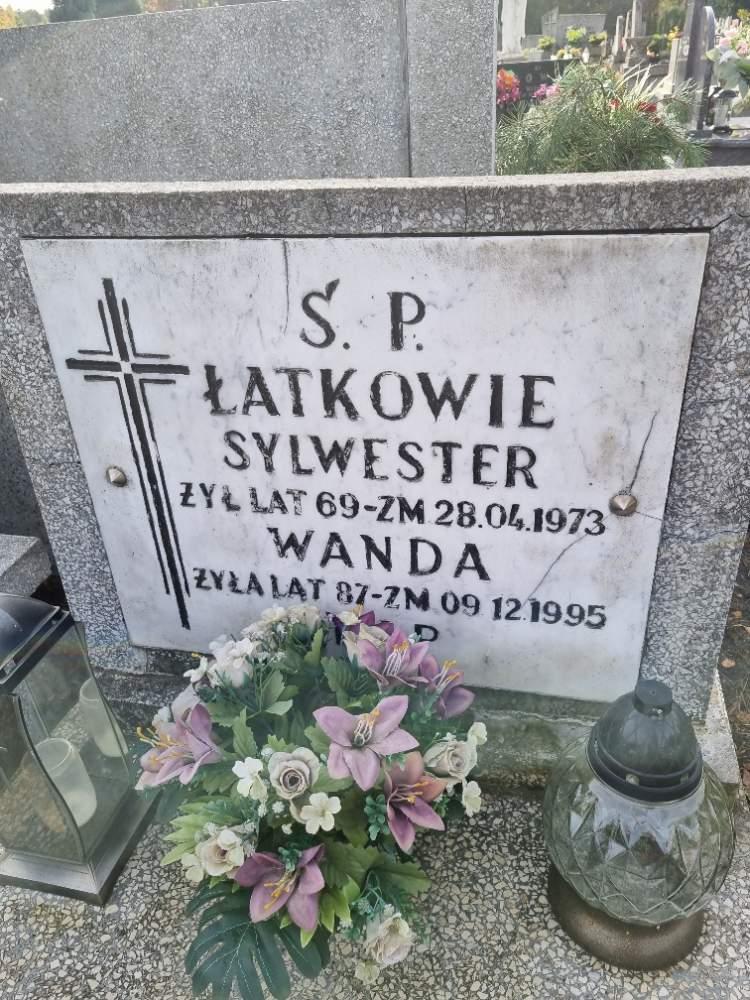 Ś. P.
ŁATKOWIE
SYLWESTER
ŻYŁ LAT 69-ZM 28.04.1973
WANDA
ŻYŁA LAT 87-ZM 09.12.1995